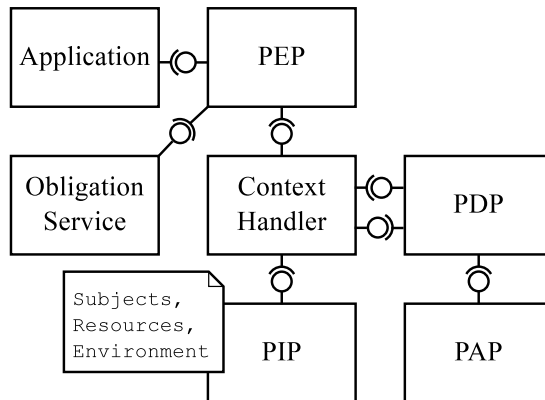 Application
PEP
Obligation
Service
Context
Handler
PDP
Subjects,
Resources,
Environment
PIP
PAP